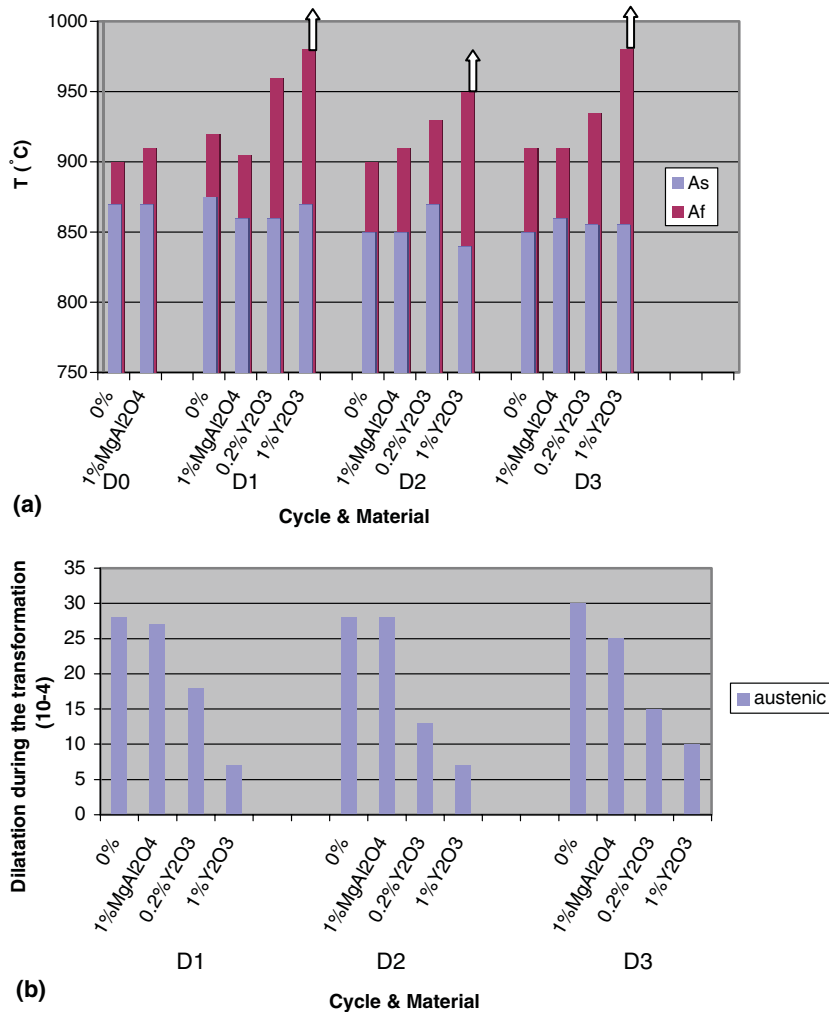 1000
950
900
850
800
750
T (°C)
As
Af
0%
1%MgAl2O4
0%
1%MgAl2O4
0.2%Y2O3
1%Y2O3
0%
1%MgAl2O4
0.2%Y2O3
1%Y2O3
0%
1%MgAl2O4
0.2%Y2O3
1%Y2O3
D0
D1
D2
D3
(a)
Cycle & Material
35
30
25
20
15
10
5
0
Dilatation during the transformation
(10-4)
austenic
0%
1%MgAl2O4
0.2%Y2O3
1%Y2O3
0%
1%MgAl2O4
0.2%Y2O3
1%Y2O3
0%
1%MgAl2O4
0.2%Y2O3
1%Y2O3
D1
D2
D3
(b)
Cycle & Material